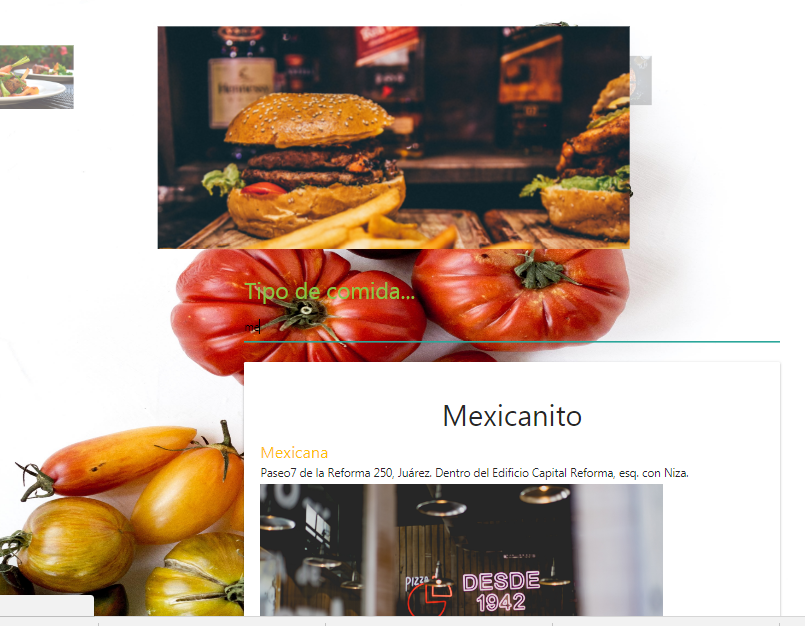 Hennessy
Tipo de comida...
Mexicanito
Mexicana
Paseo7 de la Reforma 250, Juárez. Dentro del Edificio Capital Reforma, esq. con Niza.
PIZZA
DESDE
1942